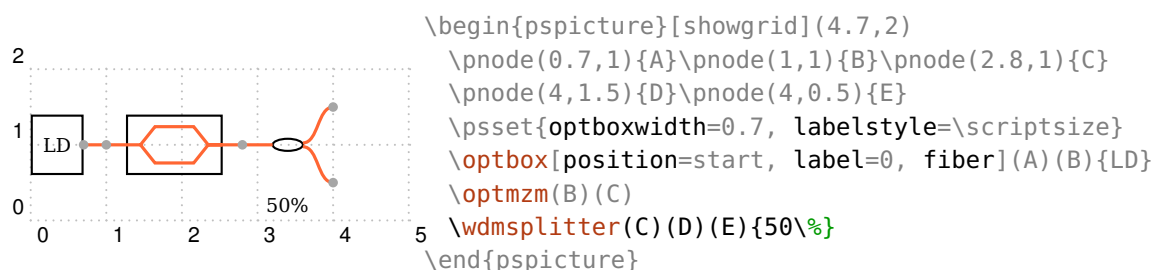 2
1
0
LD
50%
0 1 2 3 4 5
\begin{pspicture}[showgrid](4.7,2)
\pnode(0.7,1){A}\pnode(1,1){B}\pnode(2.8,1){C}
\pnode(4,1.5){D}\pnode(4,0.5){E}
\psset{optboxwidth=0.7, labelstyle=\scriptsize}
\optbox[position=start, label=0, fiber](A)(B){LD}
\optmzm(B)(C)
\wdmsplitter(C)(D)(E){50\%}
\end{pspicture}